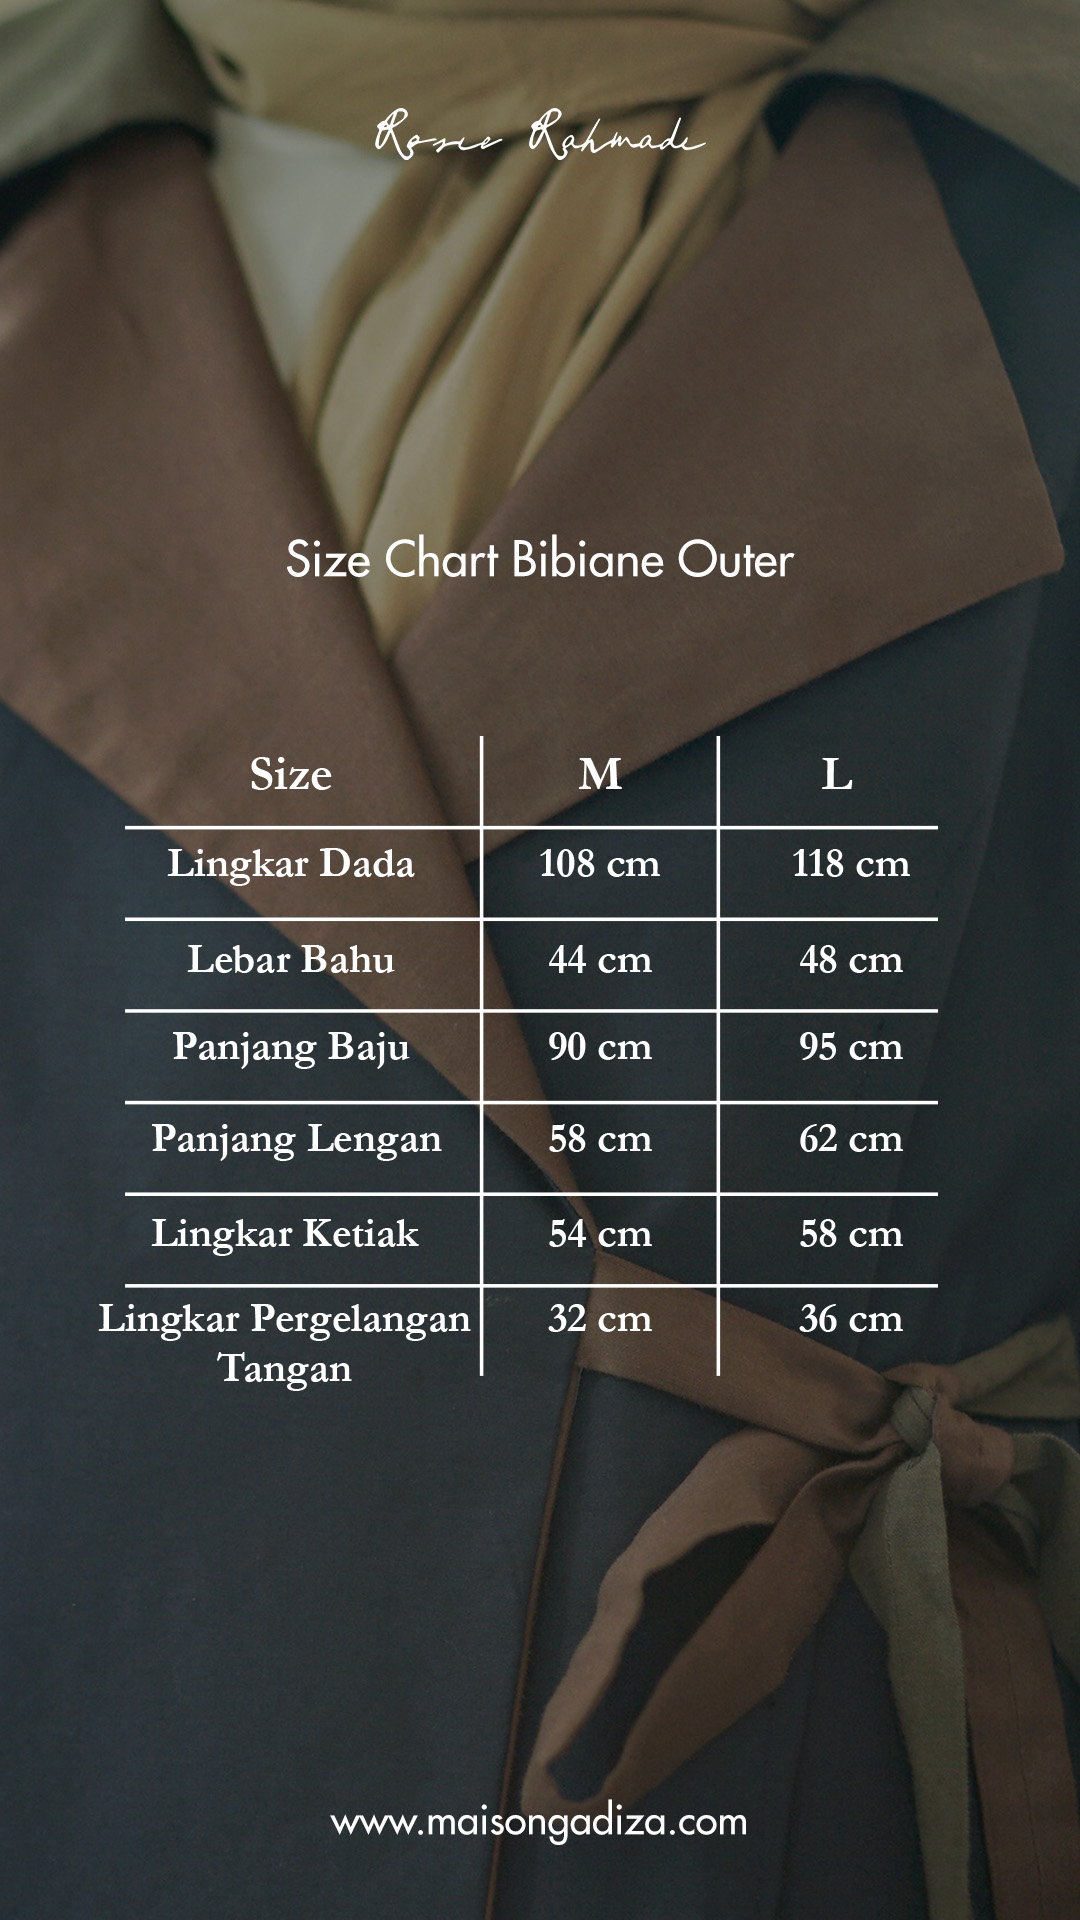 Rosie Rahmadi
Size Chart Bibiane Outer
Size M L
Lingkar Dada 108 cm 118 cm
Lebar Bahu 44 cm 48 cm
Panjang Baju 90 cm 95 cm
Panjang Lengan 58 cm 62 cm
Lingkar Ketiak 54 cm 58 cm
Lingkar Pergelangan 32 cm 36 cm
Tangan
www.maisongadiza.com